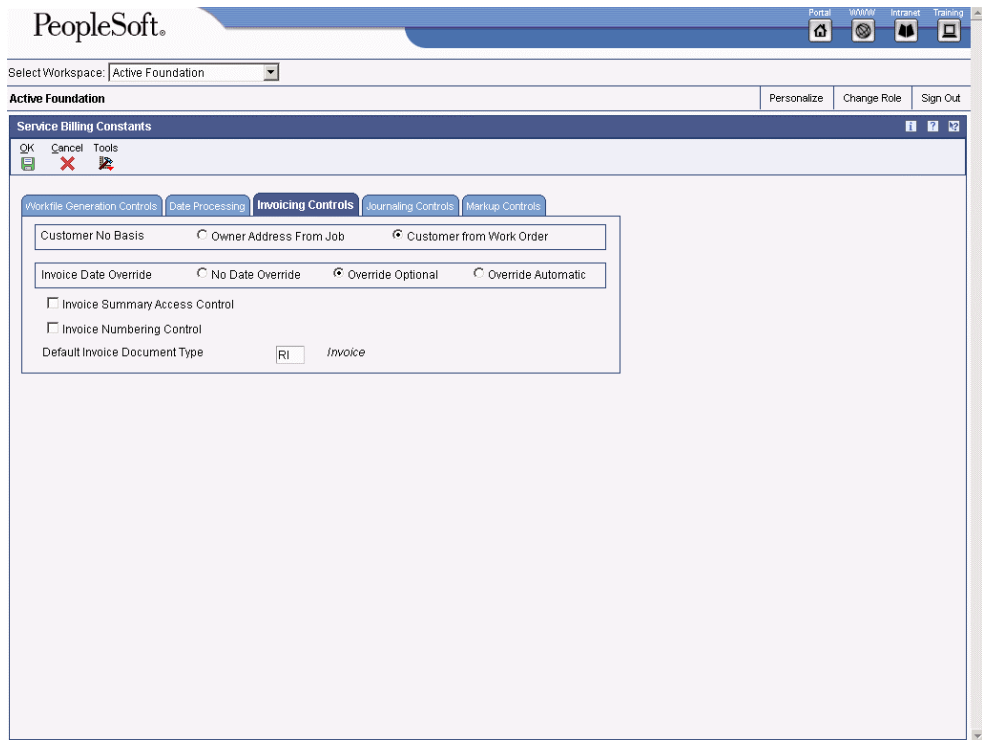 Portal WWW Intranet Training
PeopleSoft®
Select Workspace: Active Foundation
Active Foundation Personalize Change Role Sign Out
Service Billing Constants
OK Cancel Tools
Workfile Generation Controls Date Processing Invoicing Controls Journaling Controls Markup Controls
Customer No Basis Owner Address From Job Customer from Work Order
Invoice Date Override No Date Override Override Optional Override Automatic
Invoice Summary Access Control
Invoice Numbering Control
Default Invoice Document Type RI Invoice